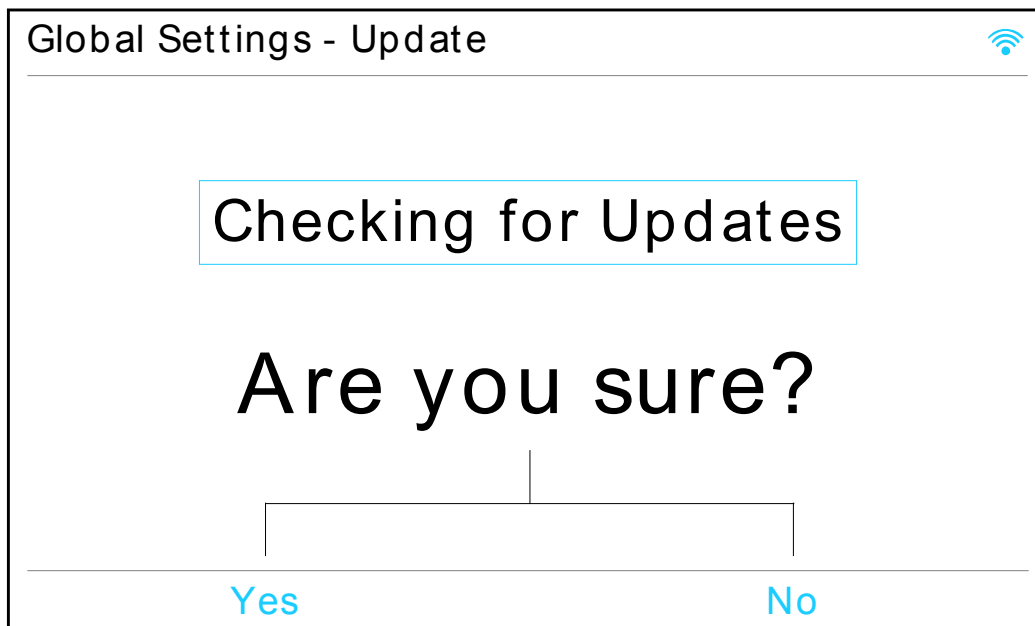 Global Settings - Update
Checking for Updates
Are you sure?
Yes No